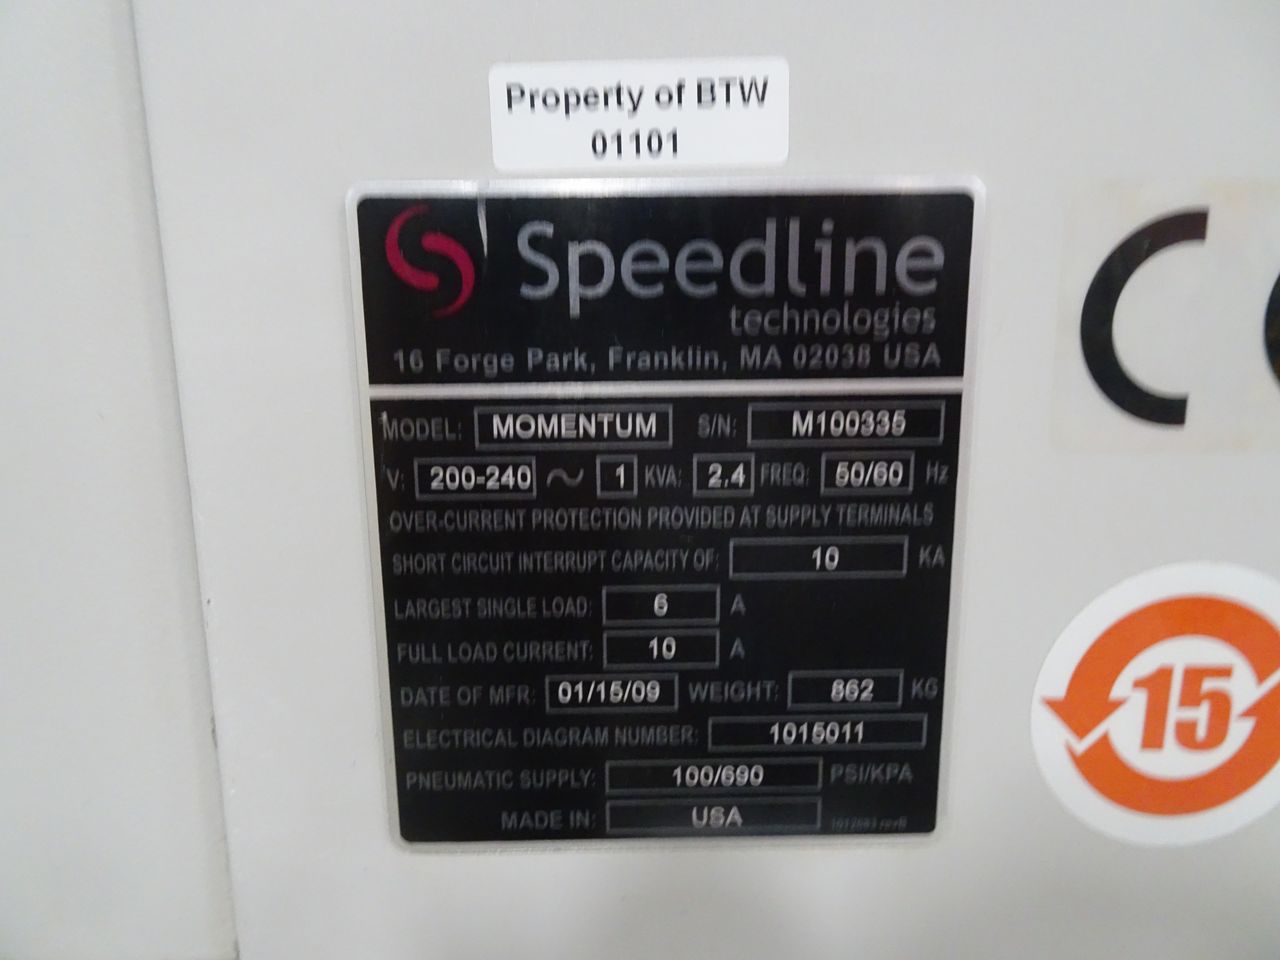 Property of BTW
01101
Speedline
technologies
16 Forge Park, Franklin, MA 02038 USA
MODEL: MOMENTUM S/N: M100335
V: 200-240 ~ 1 KVA: 2.4 FREQ: 50/60 Hz
OVER-CURRENT PROTECTION PROVIDED AT SUPPLY TERMINALS
SHORT CIRCUIT INTERRUPT CAPACITY OF: 10 KA
LARGEST SINGLE LOAD: 6 A
FULL LOAD CURRENT: 10 A
DATE OF MFR: 01/15/09 WEIGHT: 862 KG
ELECTRICAL DIAGRAM NUMBER: 1015011
PNEUMATIC SUPPLY: 100/690 PSI/KPA
MADE IN: USA
CE
15